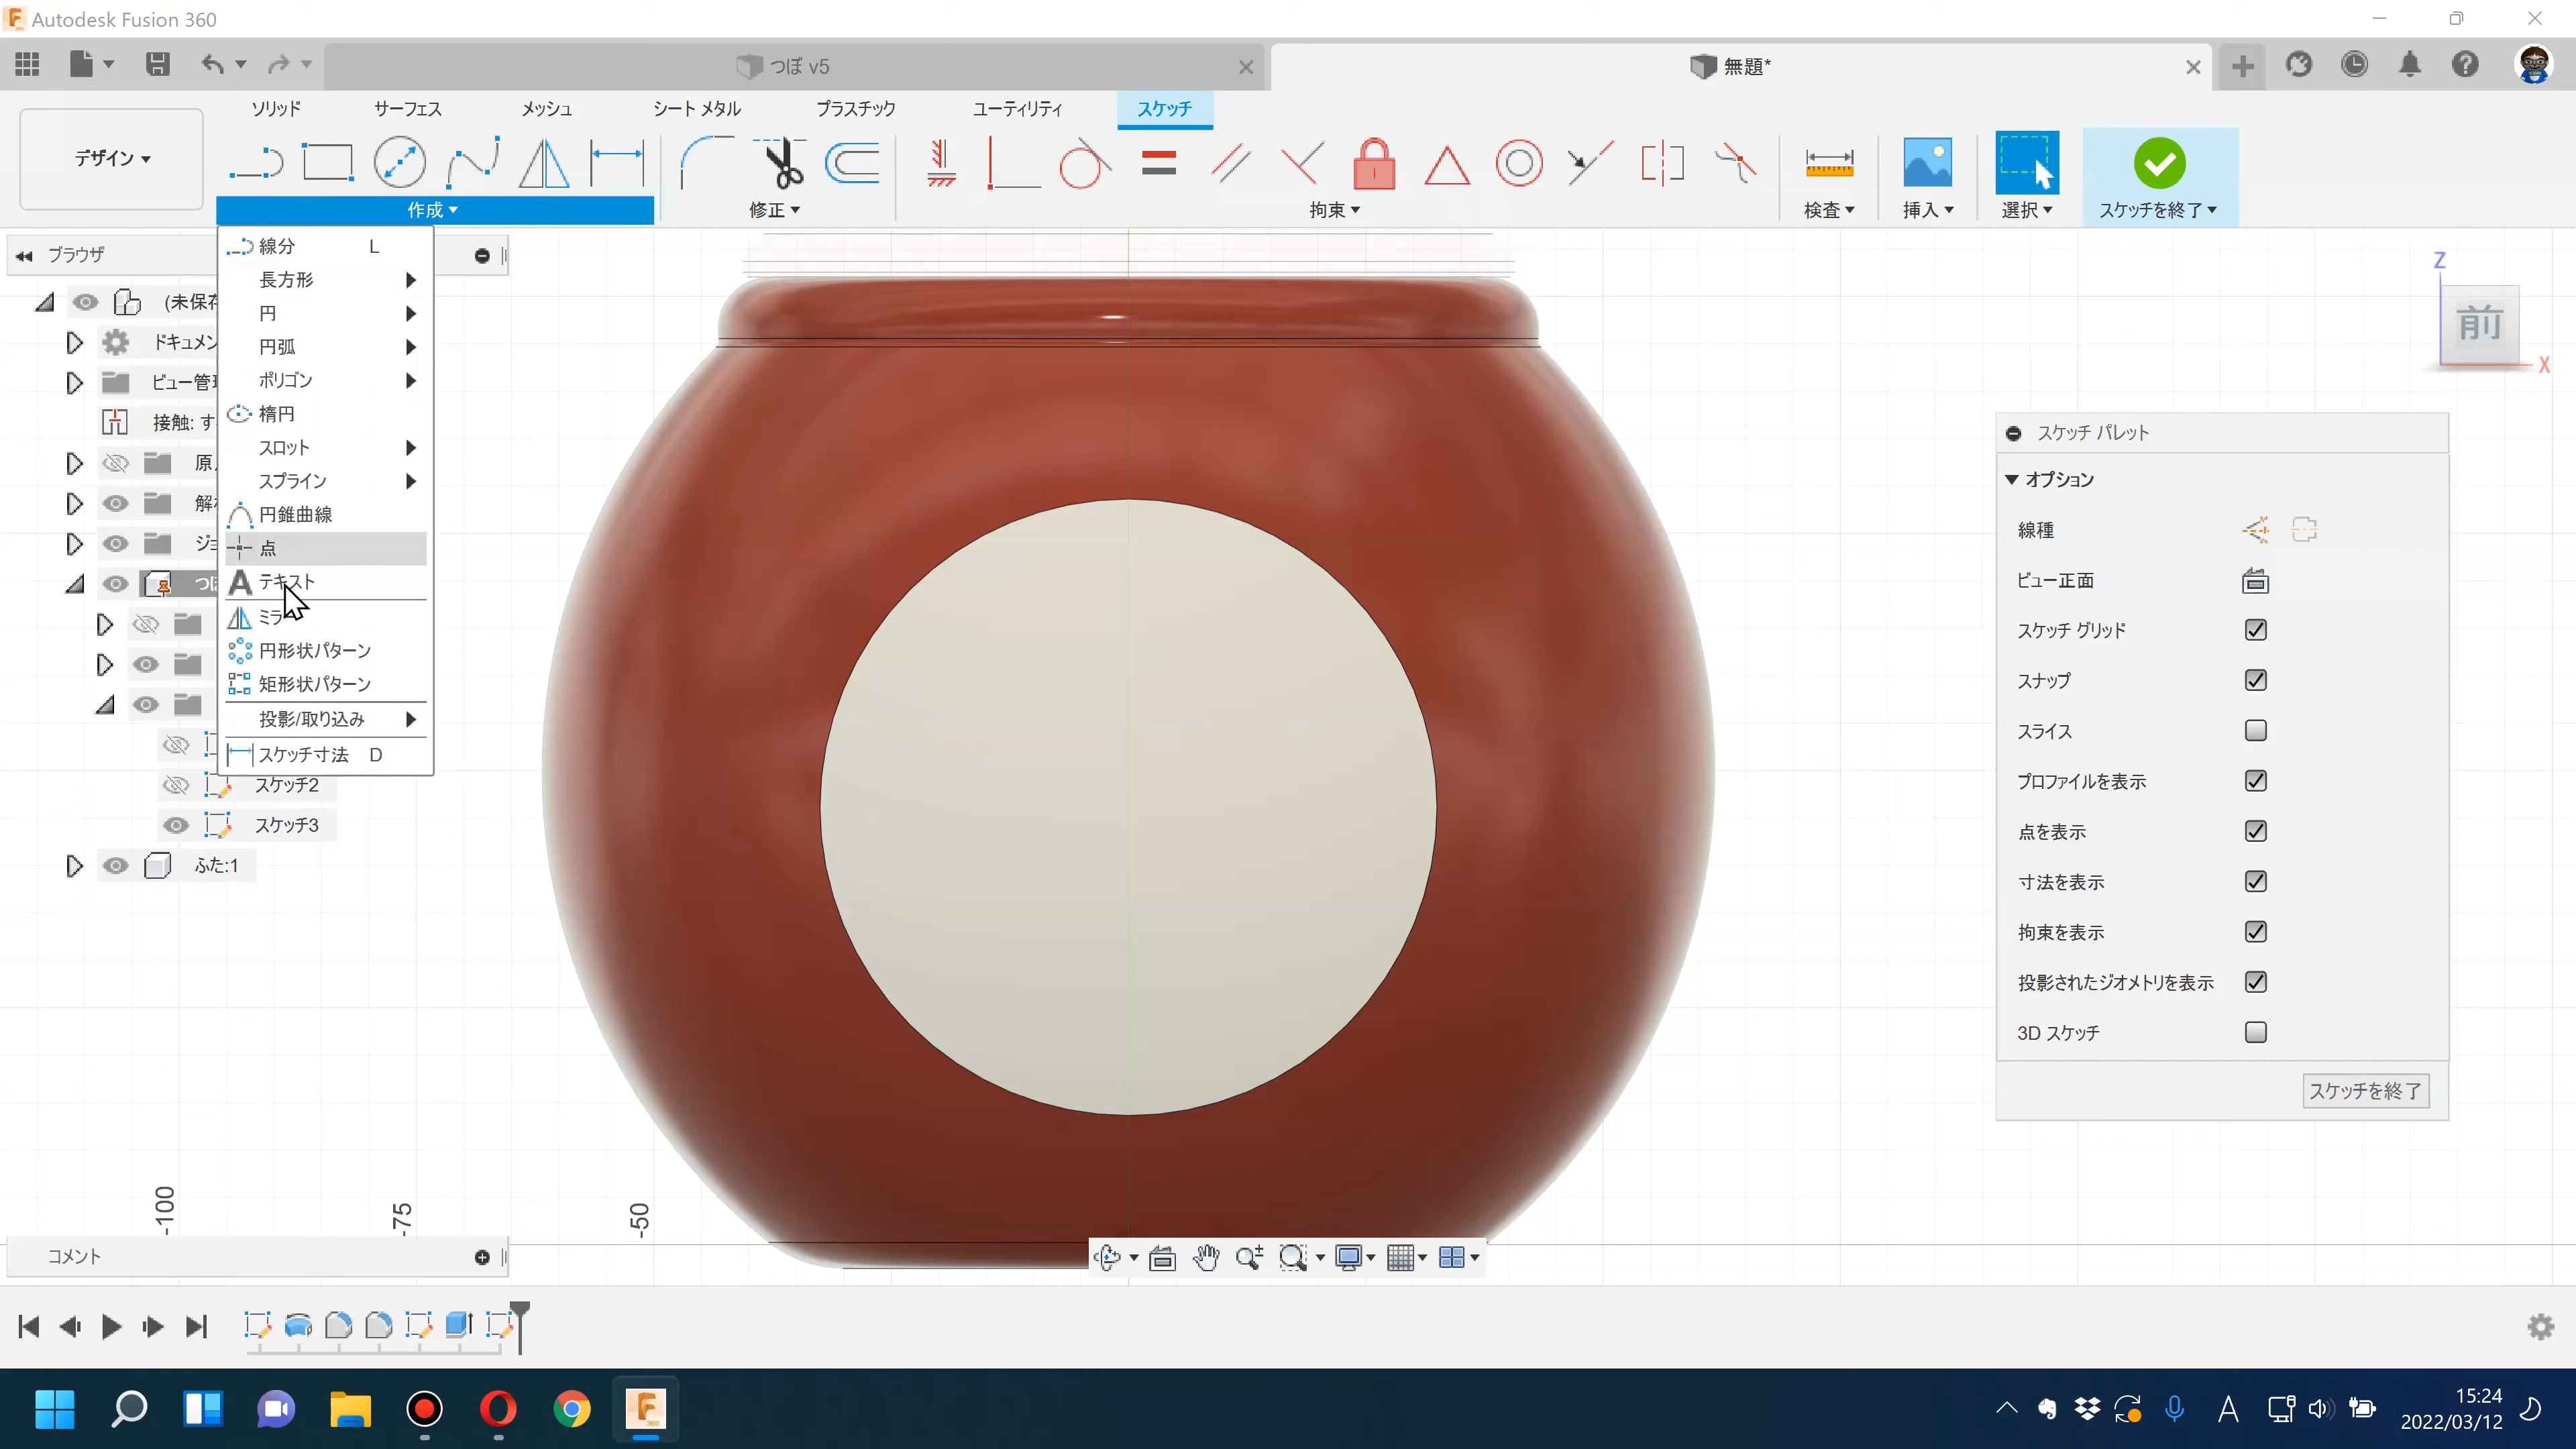 Autodesk Fusion 360
つぼ v5
無題*
ソリッド
サーフェス
メッシュ
シート メタル
プラスチック
ユーティリティ
スケッチ
デザイン
作成
修正
拘束
検査
挿入
選択
スケッチを終了
ブラウザ
(未保存
ドキュメン
ビュー管理
接触: す
スケッチ2
スケッチ3
ふた:1
線分 L
長方形
円
円弧
ポリゴン
楕円
スロット
スプライン
円錐曲線
点
テキスト
ミラ
円形状パターン
矩形状パターン
投影/取り込み
スケッチ寸法 D
Z
前
X
スケッチ パレット
オプション
線種
ビュー正面
スケッチ グリッド
スナップ
スライス
プロファイルを表示
点を表示
寸法を表示
拘束を表示
投影されたジオメトリを表示
3D スケッチ
スケッチを終了
-100
-75
-50
コメント
360
A
15:24
2022/03/12